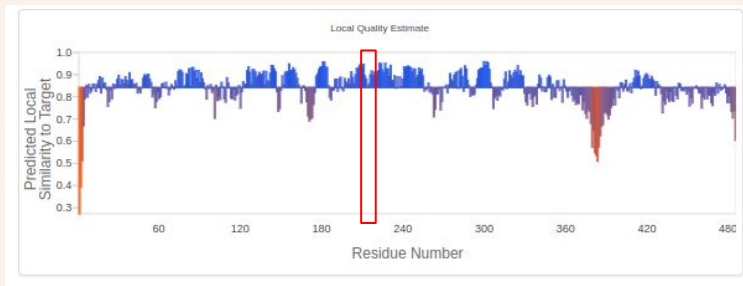 Local Quality Estimate
Predicted Local
Similarity to Target
1.0
0.9
0.8
0.7
0.6
0.5
0.4
0.3
60 120 180 240 300 360 420 480
Residue Number